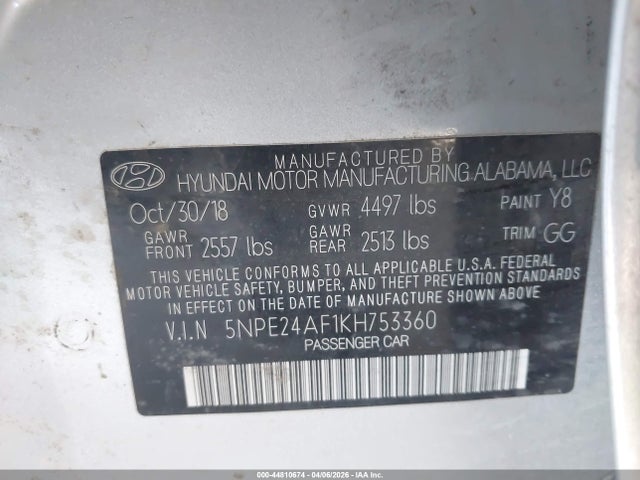 MANUFACTURED BY
HYUNDAI MOTOR MANUFACTURING ALABAMA, LLC
Oct/30/18 GVWR 4497 lbs PAINT Y8
GAWR FRONT 2557 lbs GAWR REAR 2513 lbs TRIM GG
THIS VEHICLE CONFORMS TO ALL APPLICABLE U.S.A. FEDERAL
MOTOR VEHICLE SAFETY, BUMPER, AND THEFT PREVENTION STANDARDS
IN EFFECT ON THE DATE OF MANUFACTURE SHOWN ABOVE.
V.I.N 5NPE24AF1KH753360
PASSENGER CAR
000-44810674 - 04/06/2026 - IAA Inc.